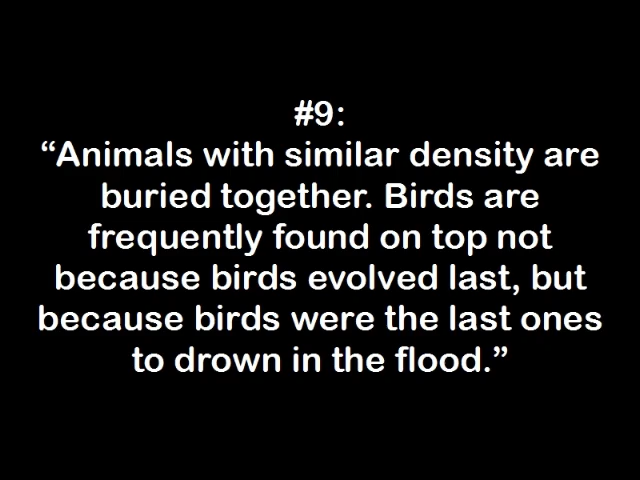 #9:
“Animals with similar density are
buried together. Birds are
frequently found on top not
because birds evolved last, but
because birds were the last ones
to drown in the flood.”